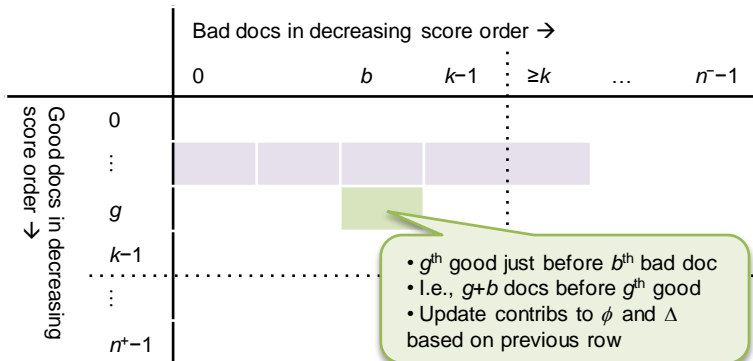 Bad docs in decreasing score order →
0 b k−1 ≥k … n⁻−1
Good docs in decreasing
score order →
0
⋮
g
k−1
⋮
n⁺−1
• gᵗʰ good just before bᵗʰ bad doc
• I.e., g+b docs before gᵗʰ good
• Update contribs to ϕ and Δ
based on previous row